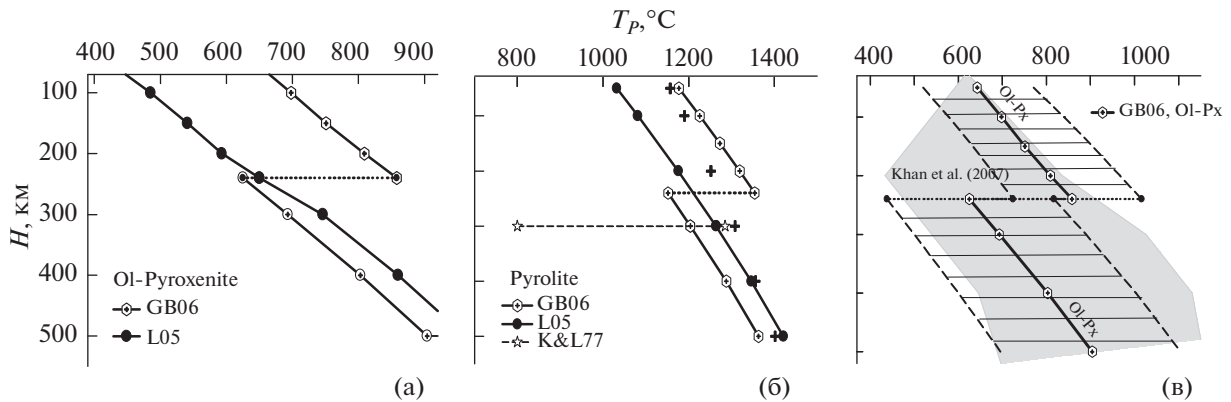 T_P, °C
400 500 600 700 800 900
100
200
300
400
500
H, км
Ol-Pyroxenite
GB06
L05
(а)
800 1000 1200 1400
Pyrolite
GB06
L05
K&L77
(б)
400 600 800 1000
Ol-Px
GB06, Ol-Px
Khan et al. (2007)
Ol-Px
(в)